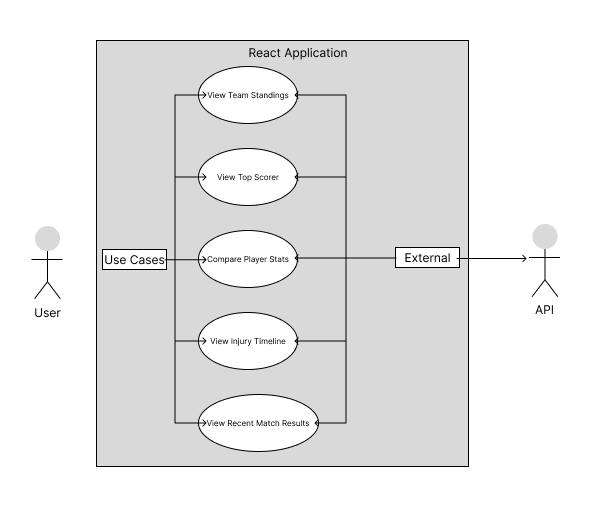 React Application
View Team Standings
View Top Scorer
Use Cases
Compare Player Stats
External
User
API
View Injury Timeline
View Recent Match Results